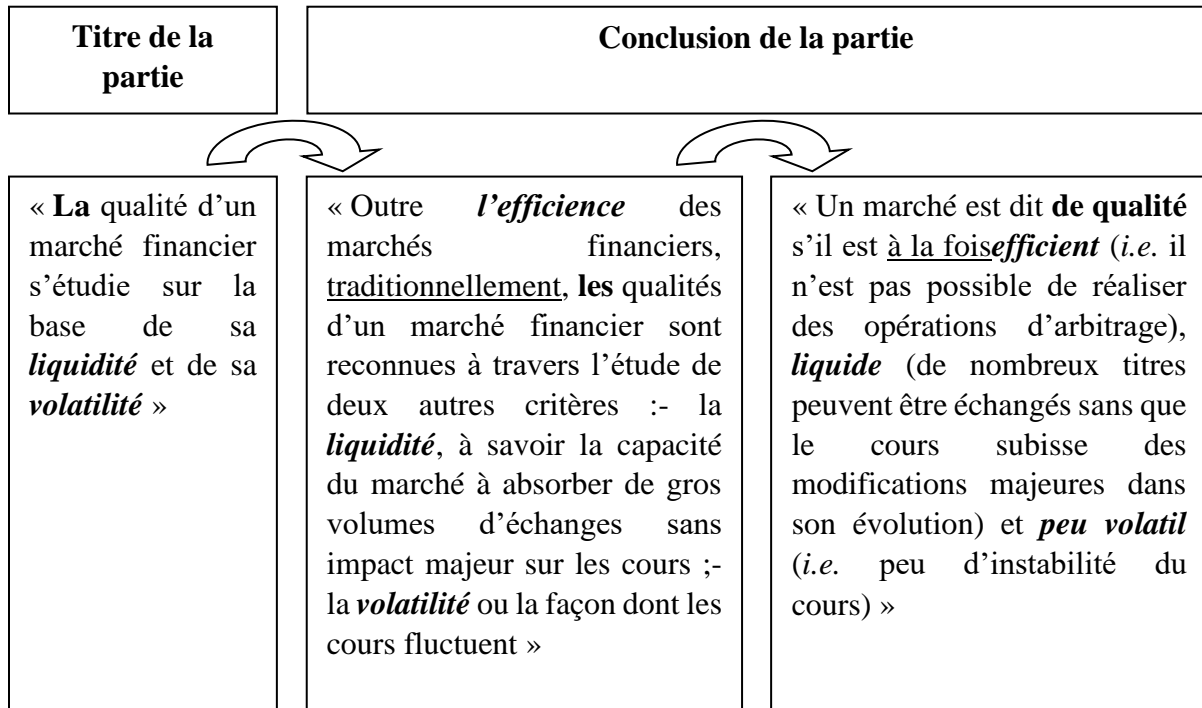 Titre de la
partie
Conclusion de la partie
« La qualité d’un
marché financier
s’étudie sur la
base de sa
liquidité et de sa
volatilité »
« Outre l’efficience des
marchés financiers,
traditionnellement, les qualités
d’un marché financier sont
reconnues à travers l’étude de
deux autres critères :- la
liquidité, à savoir la capacité
du marché à absorber de gros
volumes d’échanges sans
impact majeur sur les cours ;-
la volatilité ou la façon dont les
cours fluctuent »
« Un marché est dit de qualité
s’il est à la foisefficient (i.e. il
n’est pas possible de réaliser
des opérations d’arbitrage),
liquide (de nombreux titres
peuvent être échangés sans que
le cours subisse des
modifications majeures dans
son évolution) et peu volatil
(i.e. peu d’instabilité du
cours) »